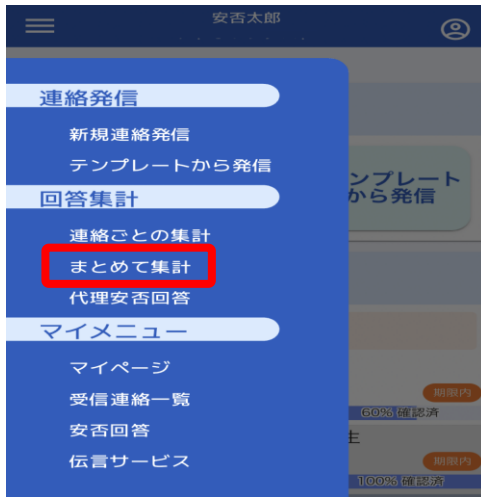 安否太郎
連絡発信
新規連絡発信
テンプレートから発信
回答集計
連絡ごとの集計
まとめて集計
代理安否回答
マイメニュー
マイページ
受信連絡一覧
安否回答
伝言サービス
ンプレート
から発信
期限内
60% 確認済
生
期限内
100% 確認済